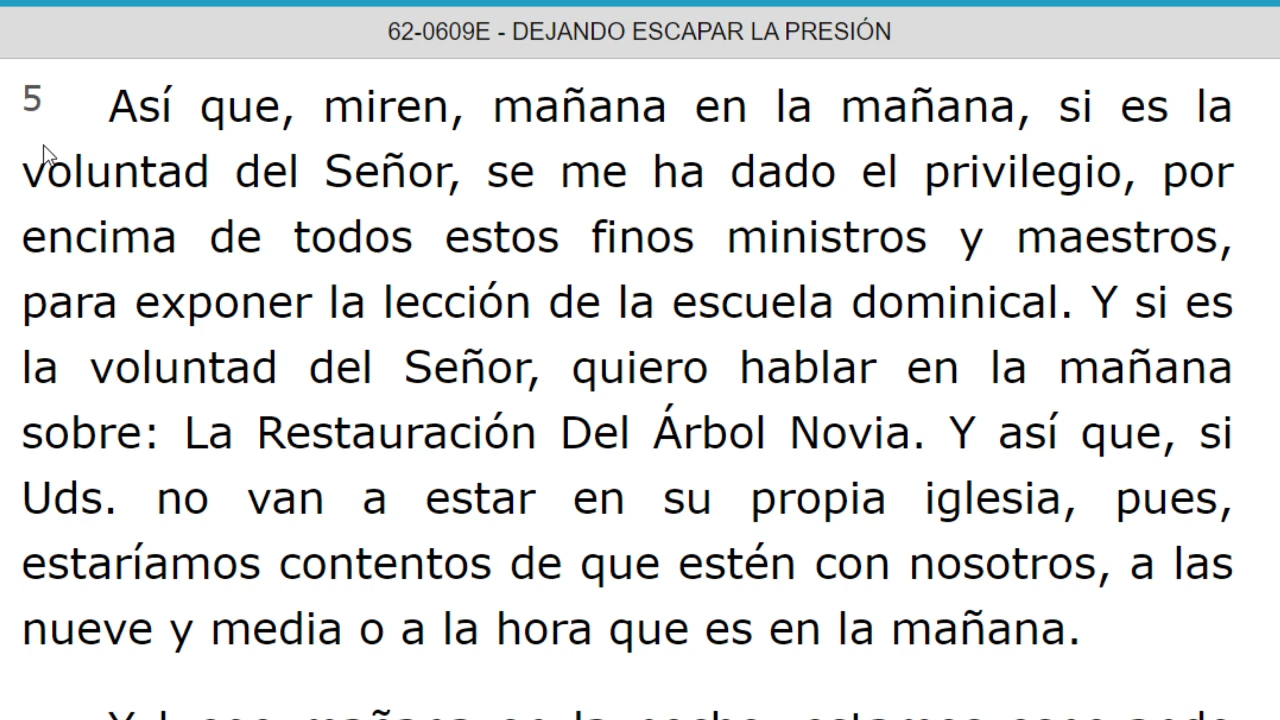 62-0609E - DEJANDO ESCAPAR LA PRESIÓN
5 Así que, miren, mañana en la mañana, si es la
voluntad del Señor, se me ha dado el privilegio, por
encima de todos estos finos ministros y maestros,
para exponer la lección de la escuela dominical. Y si es
la voluntad del Señor, quiero hablar en la mañana
sobre: La Restauración Del Árbol Novia. Y así que, si
Uds. no van a estar en su propia iglesia, pues,
estaríamos contentos de que estén con nosotros, a las
nueve y media o a la hora que es en la mañana.